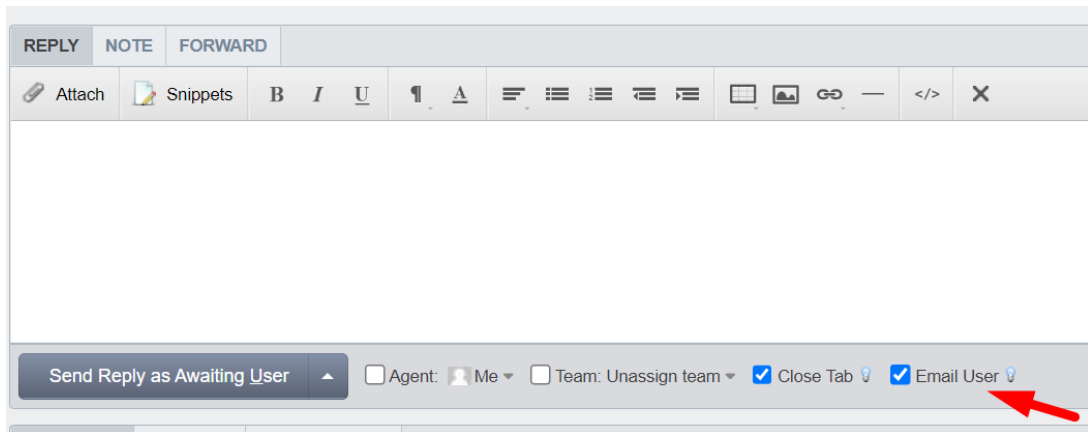 REPLY NOTE FORWARD
Attach Snippets B I U ¶ A </>
Send Reply as Awaiting User Agent: Me Team: Unassign team Close Tab Email User